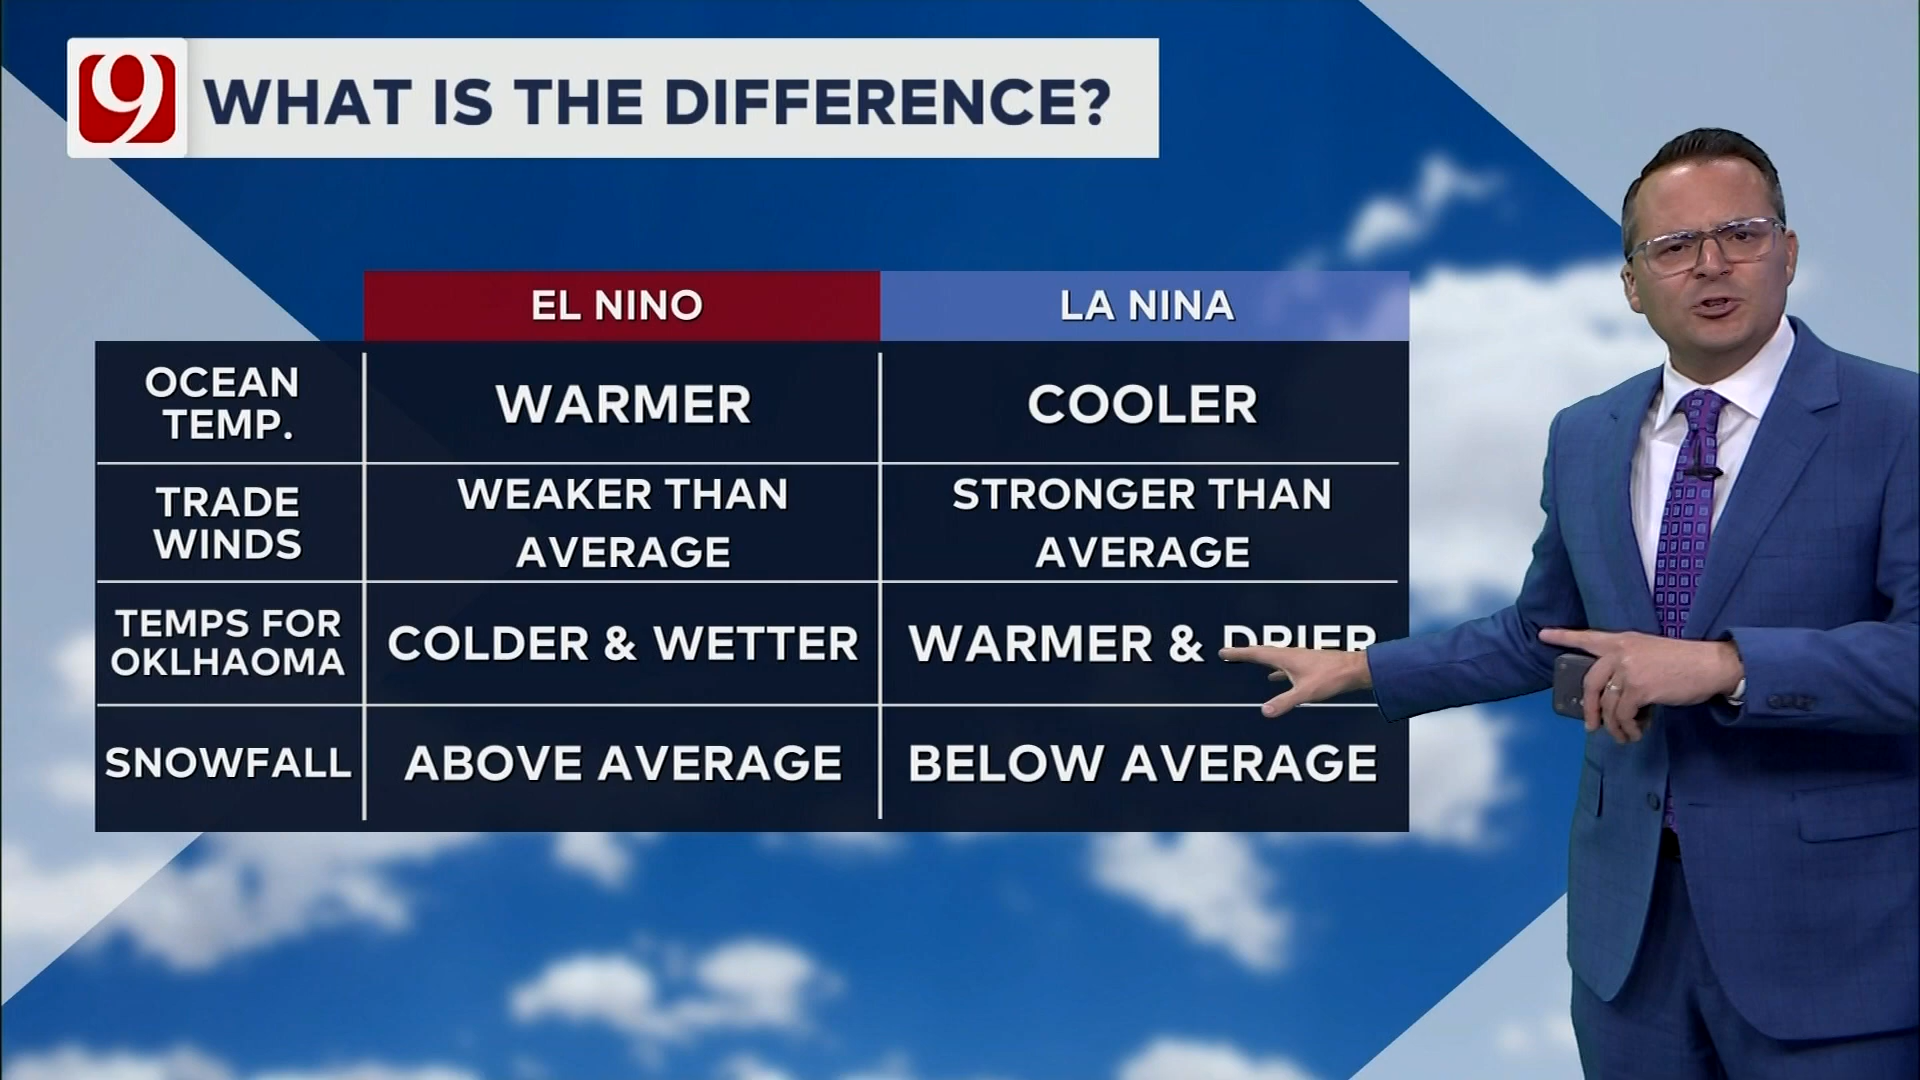 9 WHAT IS THE DIFFERENCE?
EL NINO LA NINA
OCEAN
TEMP.
WARMER
COOLER
TRADE
WINDS
WEAKER THAN
AVERAGE
STRONGER THAN
AVERAGE
TEMPS FOR
OKLHAOMA
COLDER & WETTER
WARMER & DRIER
SNOWFALL
ABOVE AVERAGE
BELOW AVERAGE